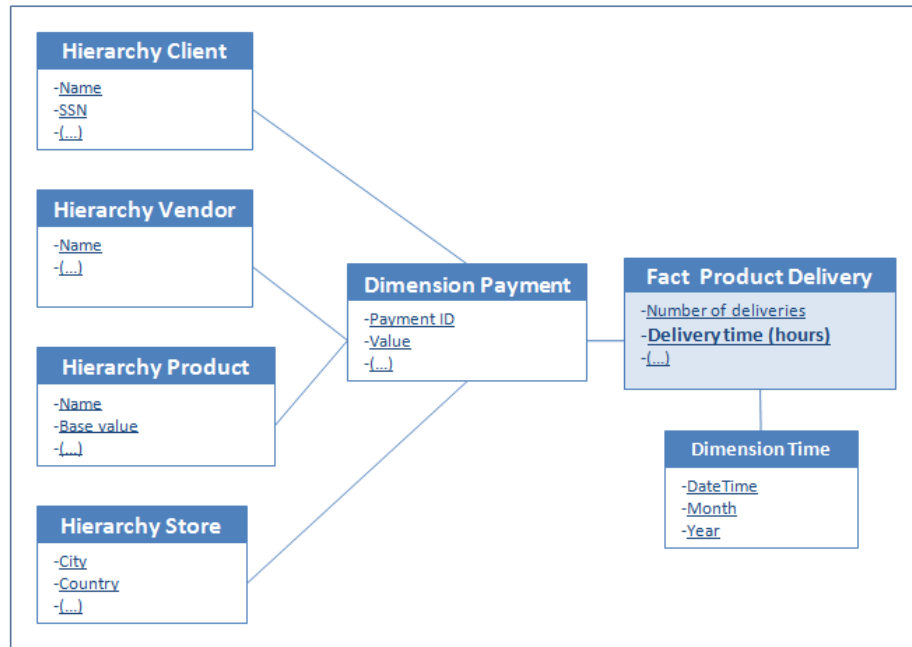 Hierarchy Client
-Name
-SSN
-(...)
Hierarchy Vendor
-Name
-(...)
Hierarchy Product
-Name
-Base value
-(...)
Hierarchy Store
-City
-Country
-(...)
Dimension Payment
-Payment ID
-Value
-(...)
Fact Product Delivery
-Number of deliveries
-Delivery time (hours)
-(...)
Dimension Time
-DateTime
-Month
-Year